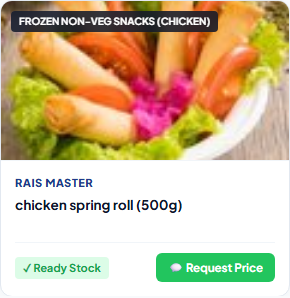 FROZEN NON-VEG SNACKS (CHICKEN)
RAIS MASTER
chicken spring roll (500g)
✓ Ready Stock
Request Price